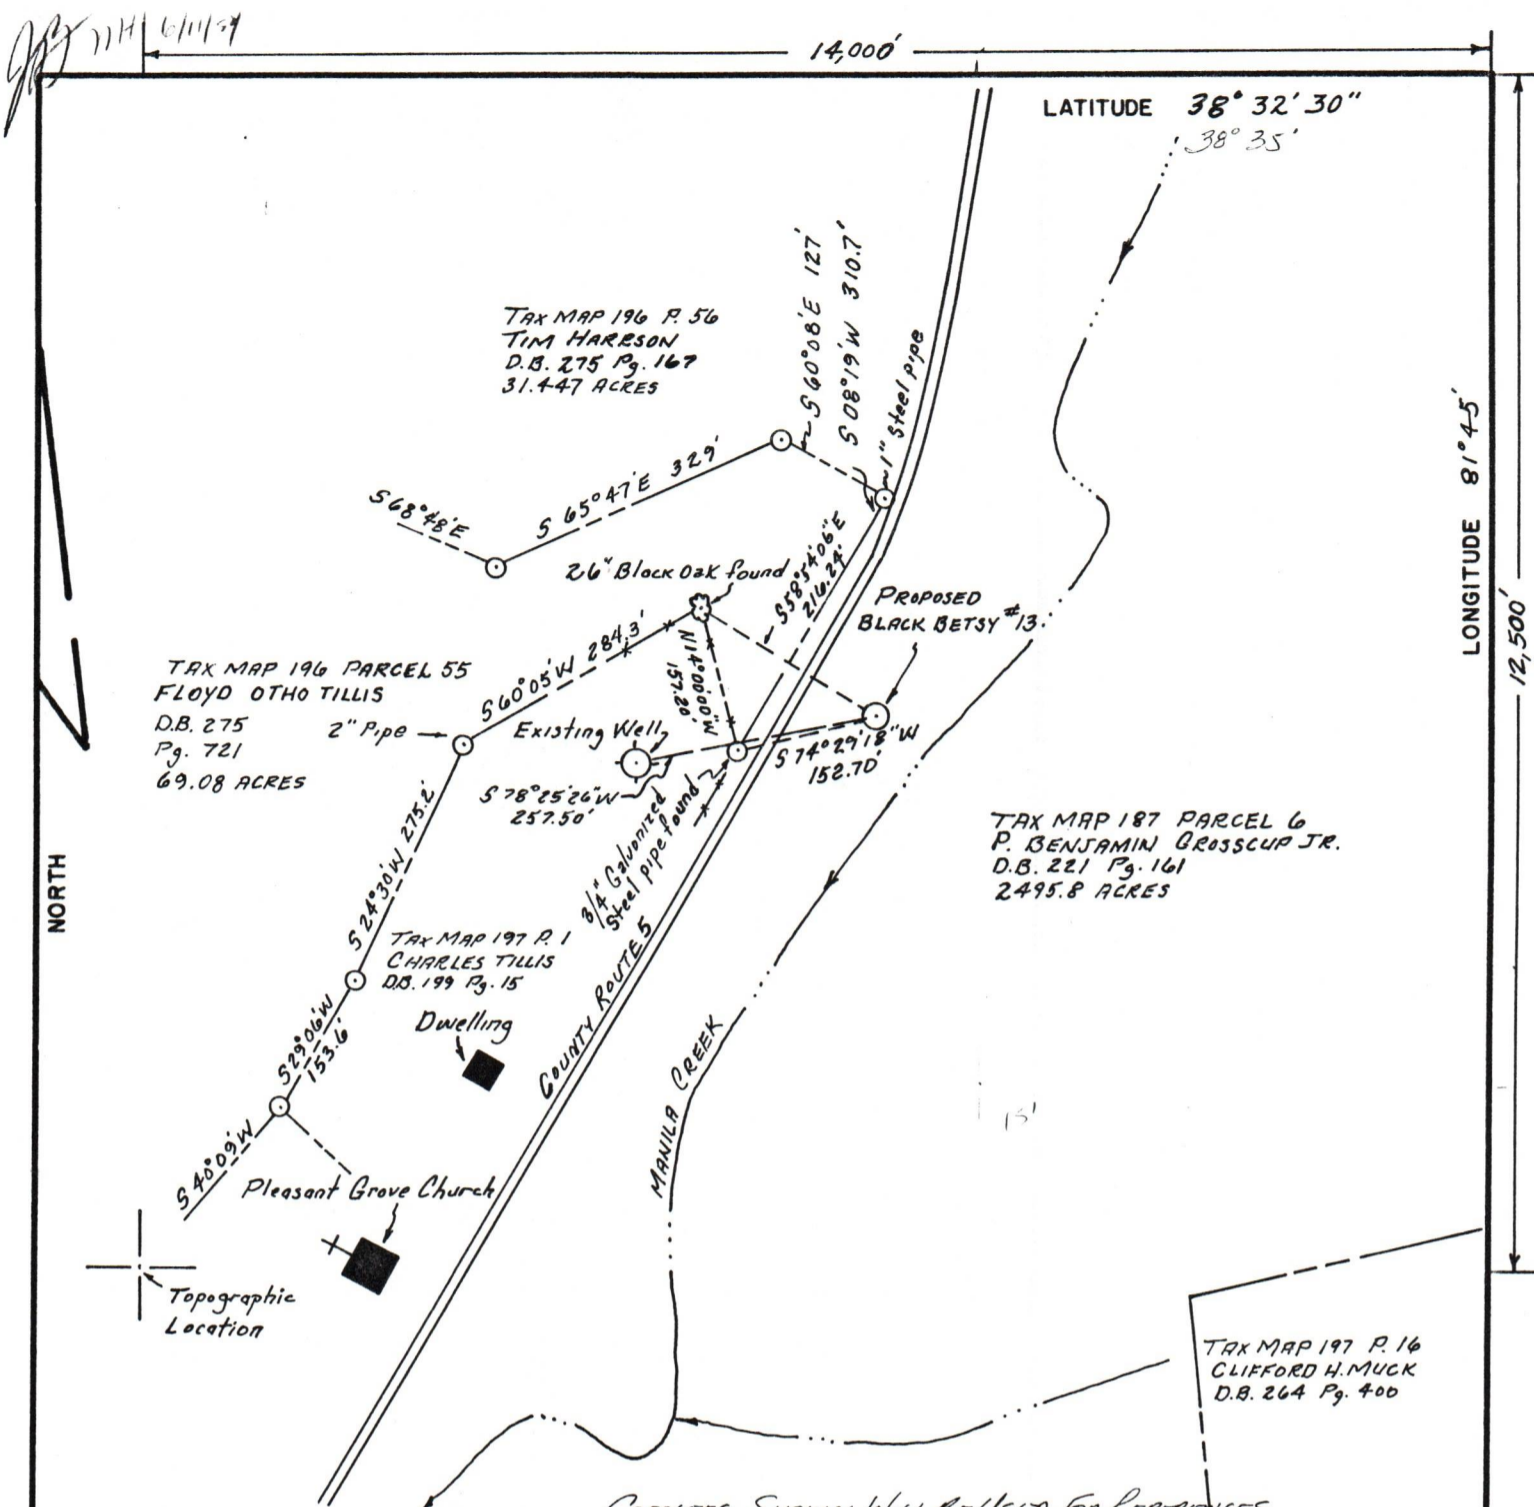 6/11/84
14,000'
LATITUDE 38° 32' 30"
38° 35'
S 60°08'E 127'
S 08°19'W 310.7'
1" Steel pipe
TAX MAP 196 P. 56
TIM HARRSON
D.B. 275 Pg. 167
31.447 ACRES
LONGITUDE 81° 45'
12,500'
S 65°47'E 329'
S 68°48'E
26" Black Oak found
S 58°54'06"E
216.24'
PROPOSED
BLACK BETSY #13
N 14°00'00"W
157.20'
S 60°05'W 284.3'
TAX MAP 196 PARCEL 55
FLOYD OTHO TILLIS
D.B. 275
Pg. 721
69.08 ACRES
2" Pipe
Existing Well
S 74°29'18"W
152.70'
S 78°25'26"W
257.50'
3/4" Galvanized
Steel pipe found
TAX MAP 187 PARCEL 6
P. BENJAMIN GROSSCUP JR.
D.B. 221 Pg. 161
2495.8 ACRES
NORTH
S 24°30'W 275.2'
TAX MAP 197 P. 1
CHARLES TILLIS
D.B. 199 Pg. 15
Dwelling
COUNTY ROUTE 5
MANILA CREEK
S 29°06'W
153.6'
15'
S 40°09'W
Pleasant Grove Church
Topographic
Location
TAX MAP 197 P. 16
CLIFFORD H. MUCK
D.B. 264 Pg. 400